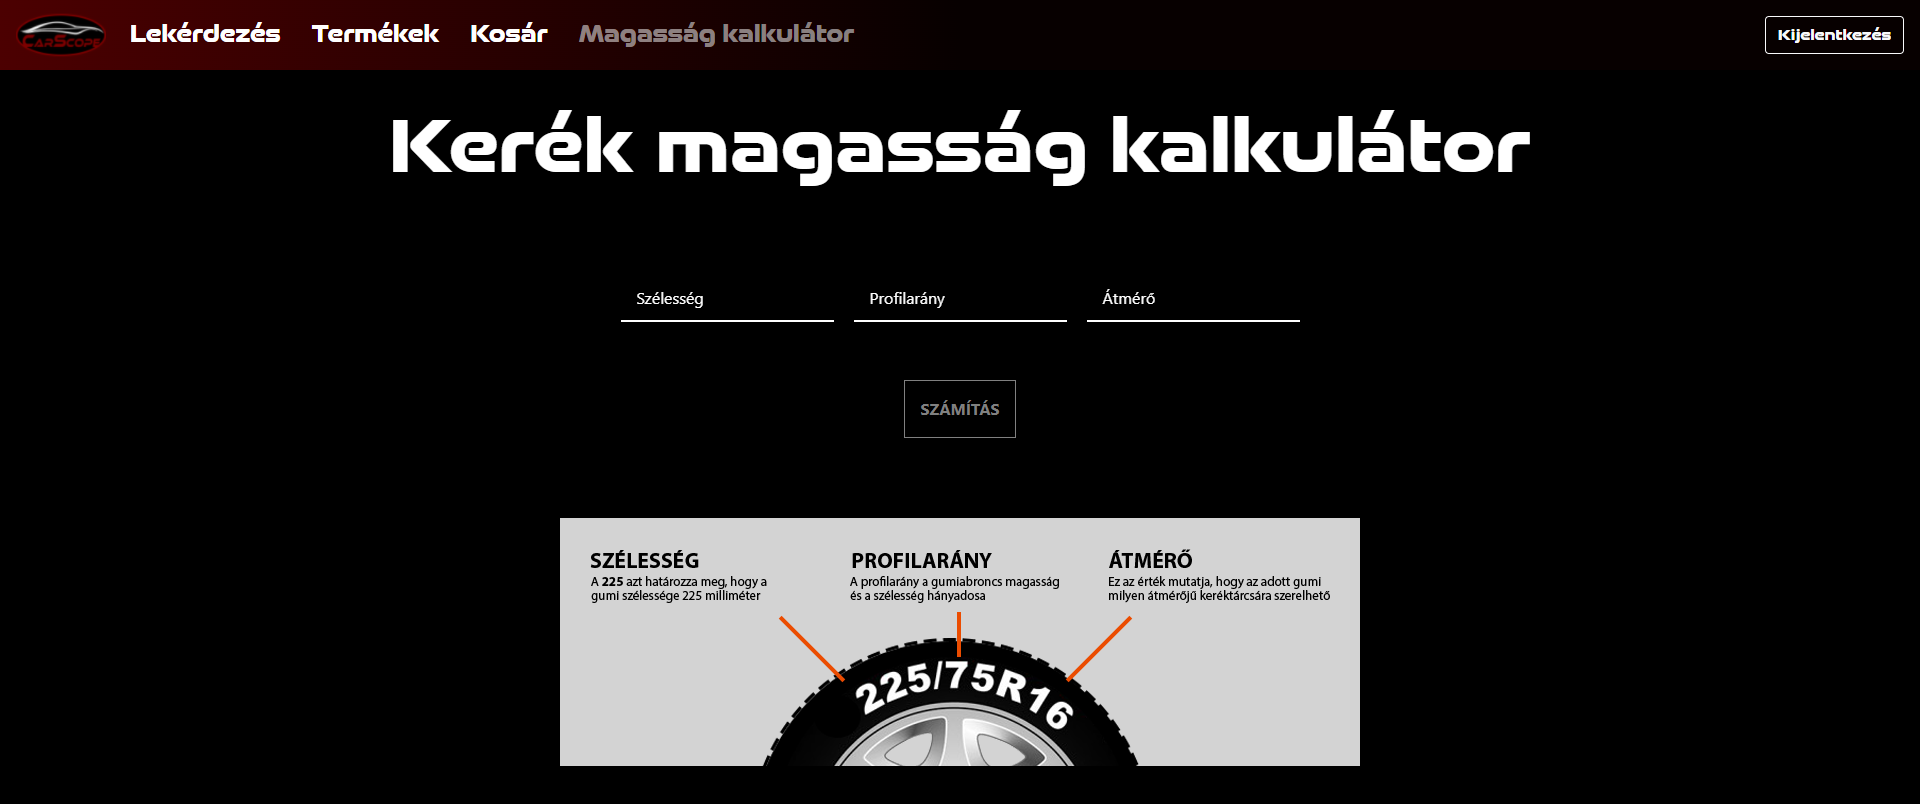 CarScope
Lekérdezés
Termékek
Kosár
Magasság kalkulátor
Kijelentkezés
Kerék magasság kalkulátor
Szélesség
Profilarány
Átmérő
SZÁMÍTÁS
SZÉLESSÉG
A 225 azt határozza meg, hogy a
gumi szélessége 225 milliméter
PROFILARÁNY
A profilarány a gumiabroncs magasság
és a szélesség hányadosa
ÁTMÉRŐ
Ez az érték mutatja, hogy az adott gumi
milyen átmérőjű keréktárcsára szerelhető
225/75R16